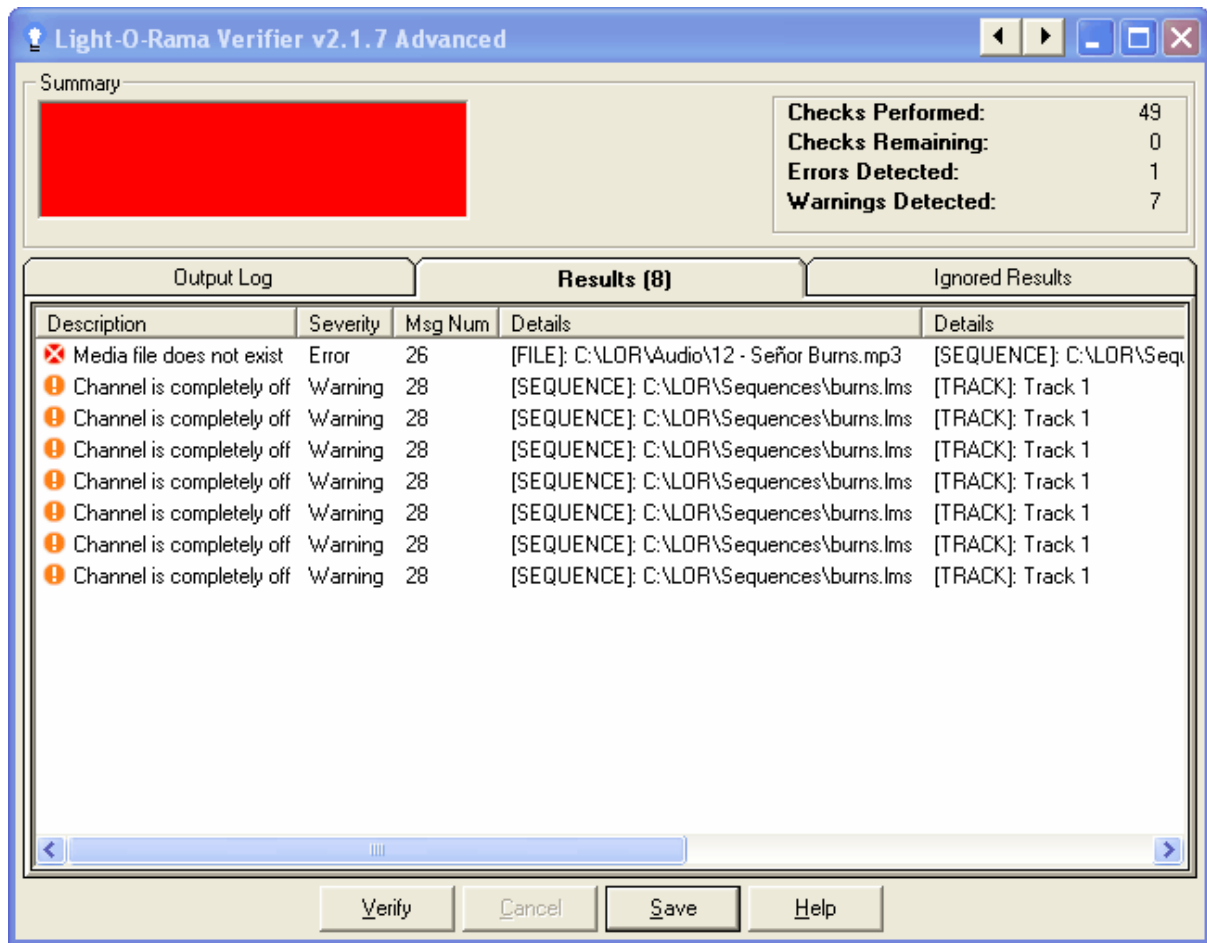 Light-O-Rama Verifier v2.1.7 Advanced
Summary
Checks Performed: 49
Checks Remaining: 0
Errors Detected: 1
Warnings Detected: 7
Output Log Results (8) Ignored Results
Description Severity Msg Num Details Details
Media file does not exist Error 26 [FILE]: C:\LOR\Audio\12 - Señor Burns.mp3 [SEQUENCE]: C:\LOR\Sequ
Channel is completely off Warning 28 [SEQUENCE]: C:\LOR\Sequences\burns.lms [TRACK]: Track 1
Channel is completely off Warning 28 [SEQUENCE]: C:\LOR\Sequences\burns.lms [TRACK]: Track 1
Channel is completely off Warning 28 [SEQUENCE]: C:\LOR\Sequences\burns.lms [TRACK]: Track 1
Channel is completely off Warning 28 [SEQUENCE]: C:\LOR\Sequences\burns.lms [TRACK]: Track 1
Channel is completely off Warning 28 [SEQUENCE]: C:\LOR\Sequences\burns.lms [TRACK]: Track 1
Channel is completely off Warning 28 [SEQUENCE]: C:\LOR\Sequences\burns.lms [TRACK]: Track 1
Channel is completely off Warning 28 [SEQUENCE]: C:\LOR\Sequences\burns.lms [TRACK]: Track 1
Verify Cancel Save Help